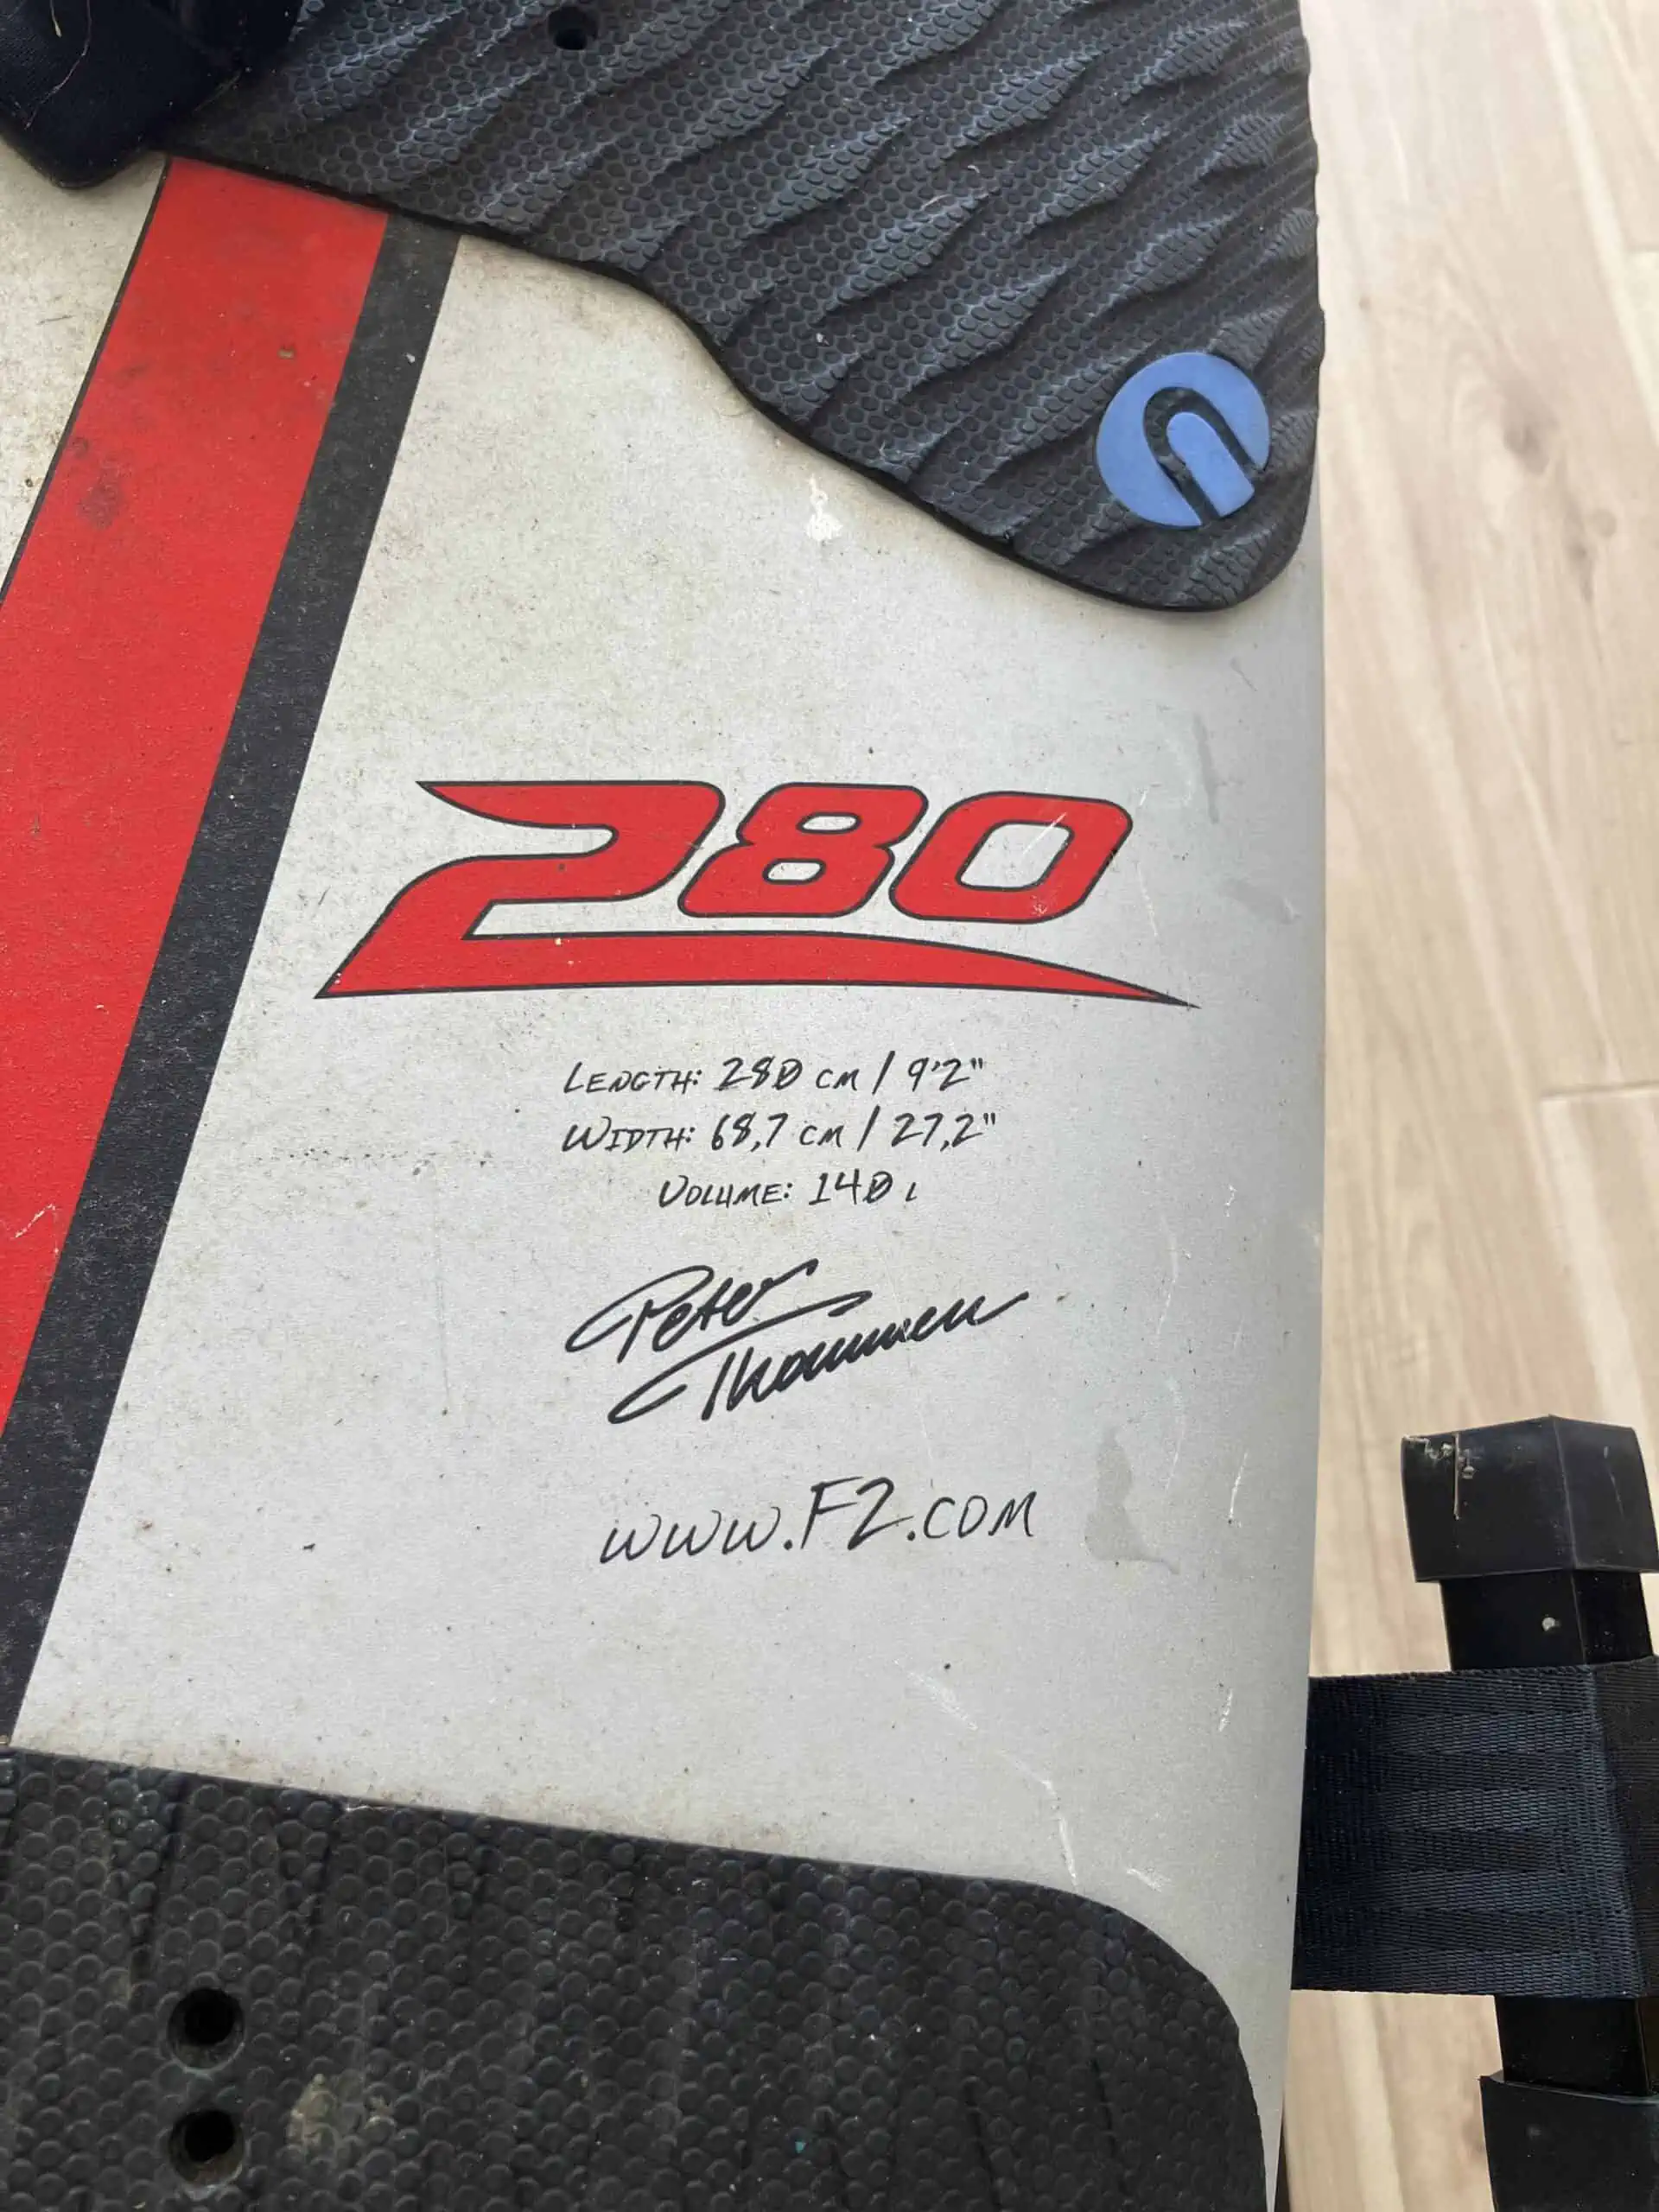 280
LENGTH: 280 CM / 9'2"
WIDTH: 68,7 CM / 27,2"
VOLUME: 140 L
Peter
Thommen
WWW.F2.COM